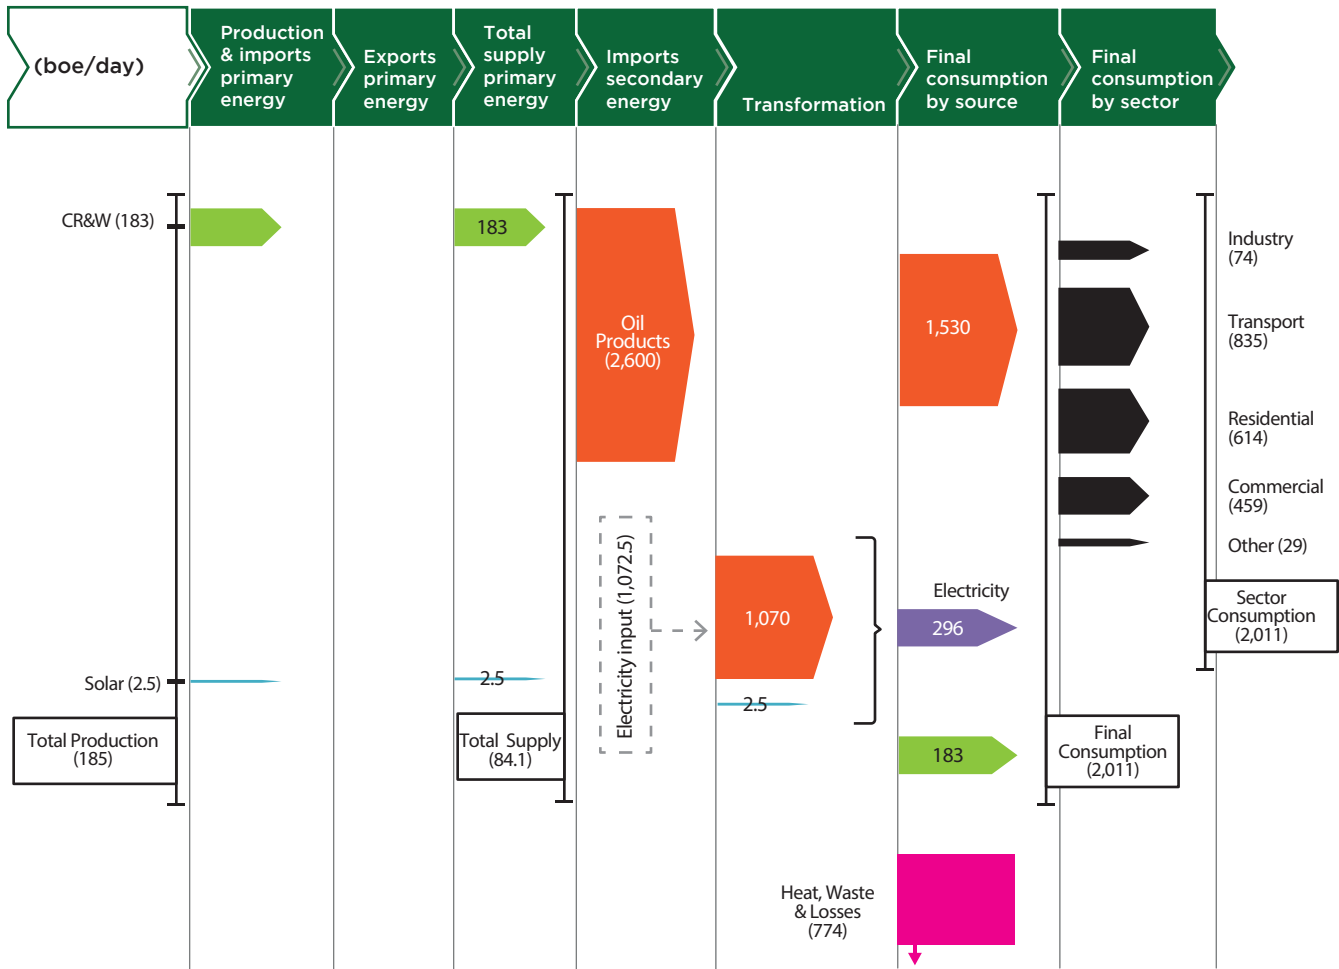 (boe/day)
Production
& imports
primary
energy
Exports
primary
energy
Total
supply
primary
energy
Imports
secondary
energy
Transformation
Final
consumption
by source
Final
consumption
by sector
CR&W (183)
183
Oil
Products
(2,600)
1,530
Industry
(74)
Transport
(835)
Residential
(614)
Commercial
(459)
Other (29)
Electricity input (1,072.5)
1,070
Electricity
296
Sector
Consumption
(2,011)
Solar (2.5)
2.5
2.5
Total Production
(185)
Total Supply
(84.1)
183
Final
Consumption
(2,011)
Heat, Waste
& Losses
(774)